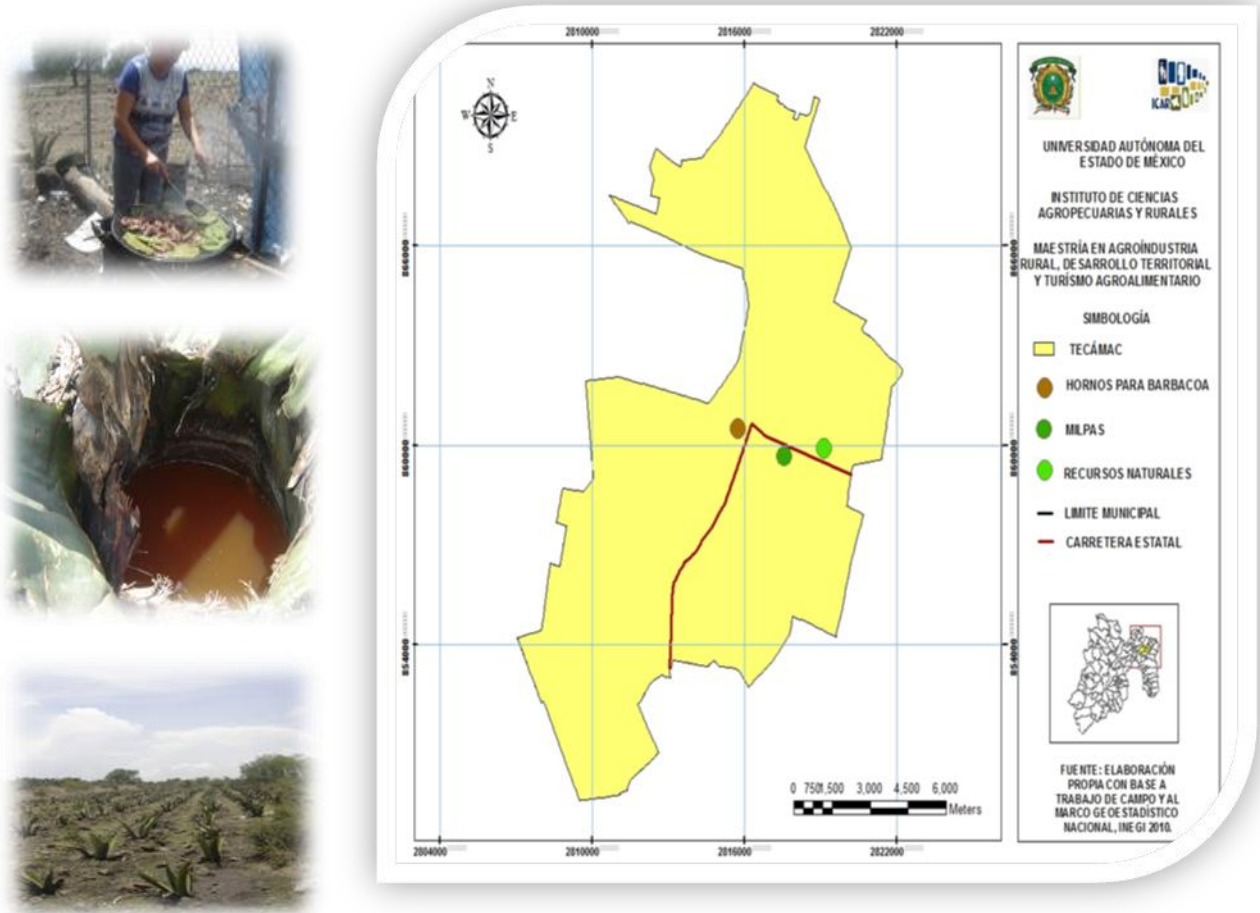 2810000 2816000 2822000
N
W E
S
866000 866000
860000 860000
854000 854000
0 750 1,500 3,000 4,500 6,000
Meters
2804000 2810000 2816000 2822000
UNIVERSIDAD AUTÓNOMA DEL
ESTADO DE MÉXICO
INSTITUTO DE CIENCIAS
AGROPECUARIAS Y RURALES
MAESTRÍA EN AGROÍNDUSTRIA
RURAL, DESARROLLO TERRITORIAL
Y TURÍSMO AGROALIMENTARIO
SIMBOLOGÍA
TECÁMAC
HORNOS PARA BARBACOA
MILPAS
RECURSOS NATURALES
LIMITE MUNICIPAL
CARRETERA ESTATAL
FUENTE: ELABORACIÓN
PROPIA CON BASE A
TRABAJO DE CAMPO Y AL
MARCO GEOESTADÍSTICO
NACIONAL, INEGI 2010.